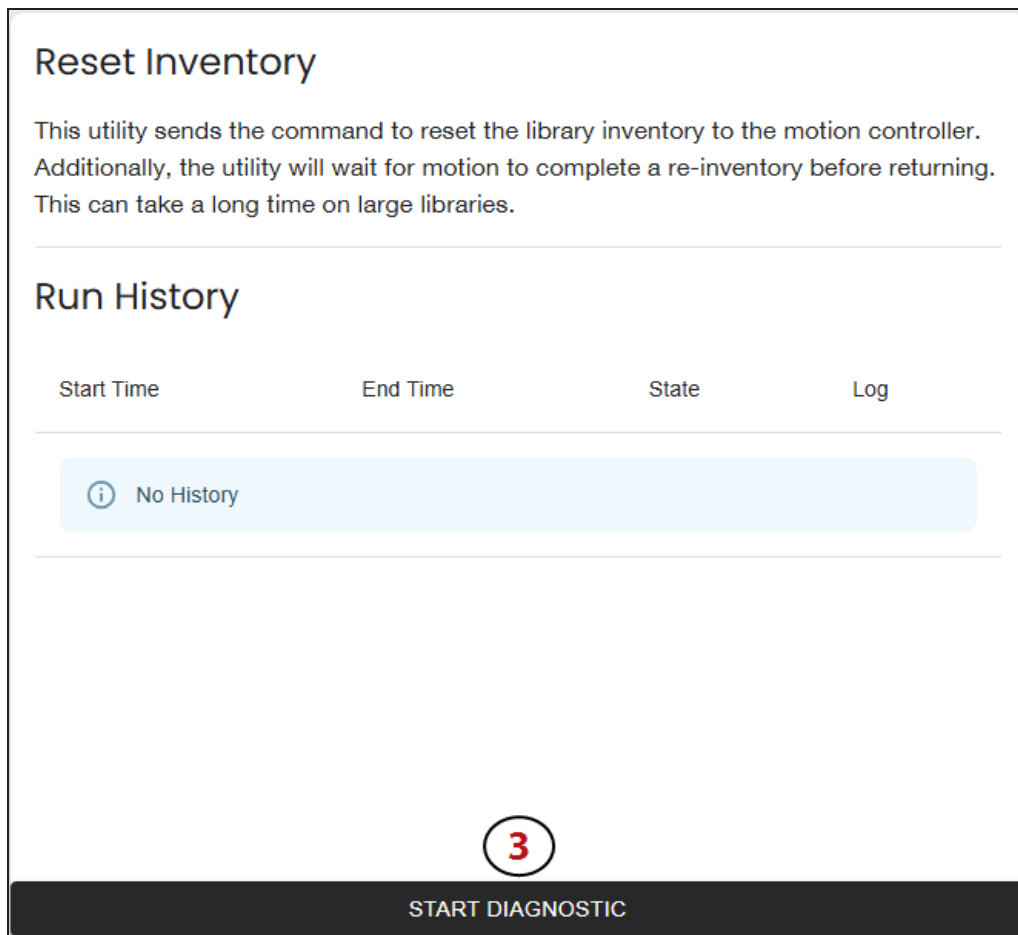 Reset Inventory
This utility sends the command to reset the library inventory to the motion controller.
Additionally, the utility will wait for motion to complete a re-inventory before returning.
This can take a long time on large libraries.
Run History
Start Time End Time State Log
No History
3
START DIAGNOSTIC